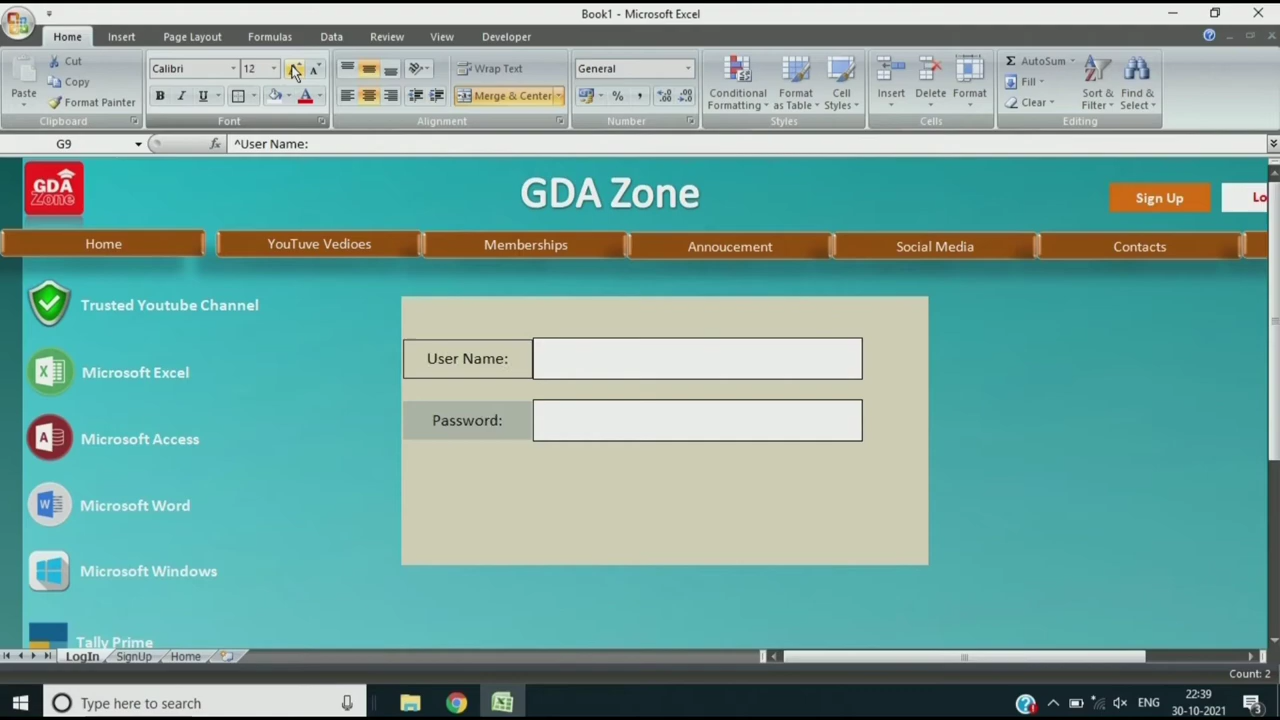 Book1 - Microsoft Excel
Home Insert Page Layout Formulas Data Review View Developer
Paste
Cut
Copy
Format Painter
Clipboard
Calibri 12
B I U A
Font
Wrap Text
Merge & Center
Alignment
General
% ,
Number
Conditional Formatting
Format as Table
Cell Styles
Styles
Insert Delete Format
Cells
Σ AutoSum
Fill
Clear
Sort & Filter
Find & Select
Editing
G9 fx ^User Name:
GDA Zone
GDA Zone
Sign Up
Lo
Home YouTuve Vedioes Memberships Annoucement Social Media Contacts
Trusted Youtube Channel
Microsoft Excel
Microsoft Access
Microsoft Word
Microsoft Windows
Tally Prime
User Name:
Password:
LogIn SignUp Home
Count: 2
Type here to search
ENG
22:39
30-10-2021
3